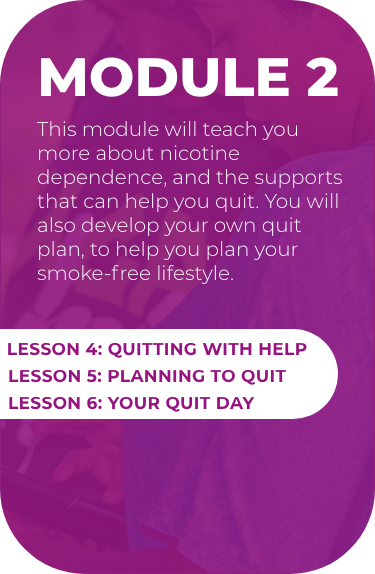 MODULE 2
This module will teach you
more about nicotine
dependence, and the supports
that can help you quit. You will
also develop your own quit
plan, to help you plan your
smoke-free lifestyle.
LESSON 4: QUITTING WITH HELP
LESSON 5: PLANNING TO QUIT
LESSON 6: YOUR QUIT DAY